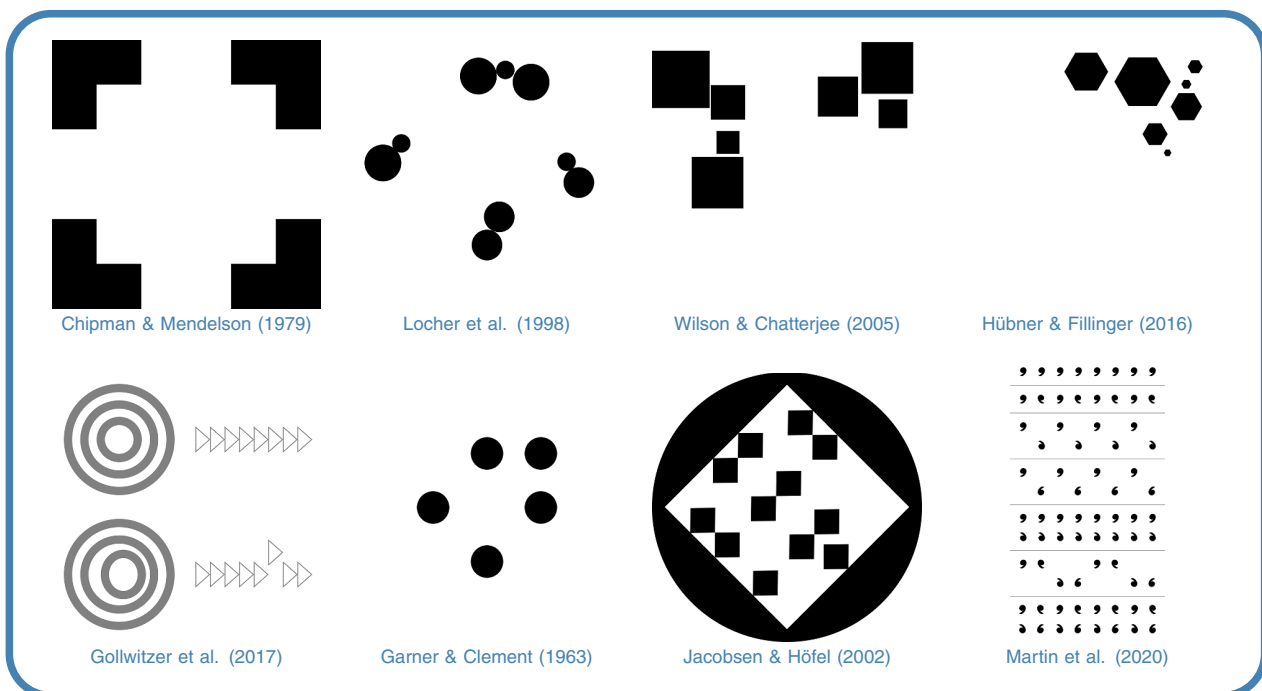 Chipman & Mendelson (1979)
Locher et al. (1998)
Wilson & Chatterjee (2005)
Hübner & Fillinger (2016)
Gollwitzer et al. (2017)
Garner & Clement (1963)
Jacobsen & Höfel (2002)
Martin et al. (2020)